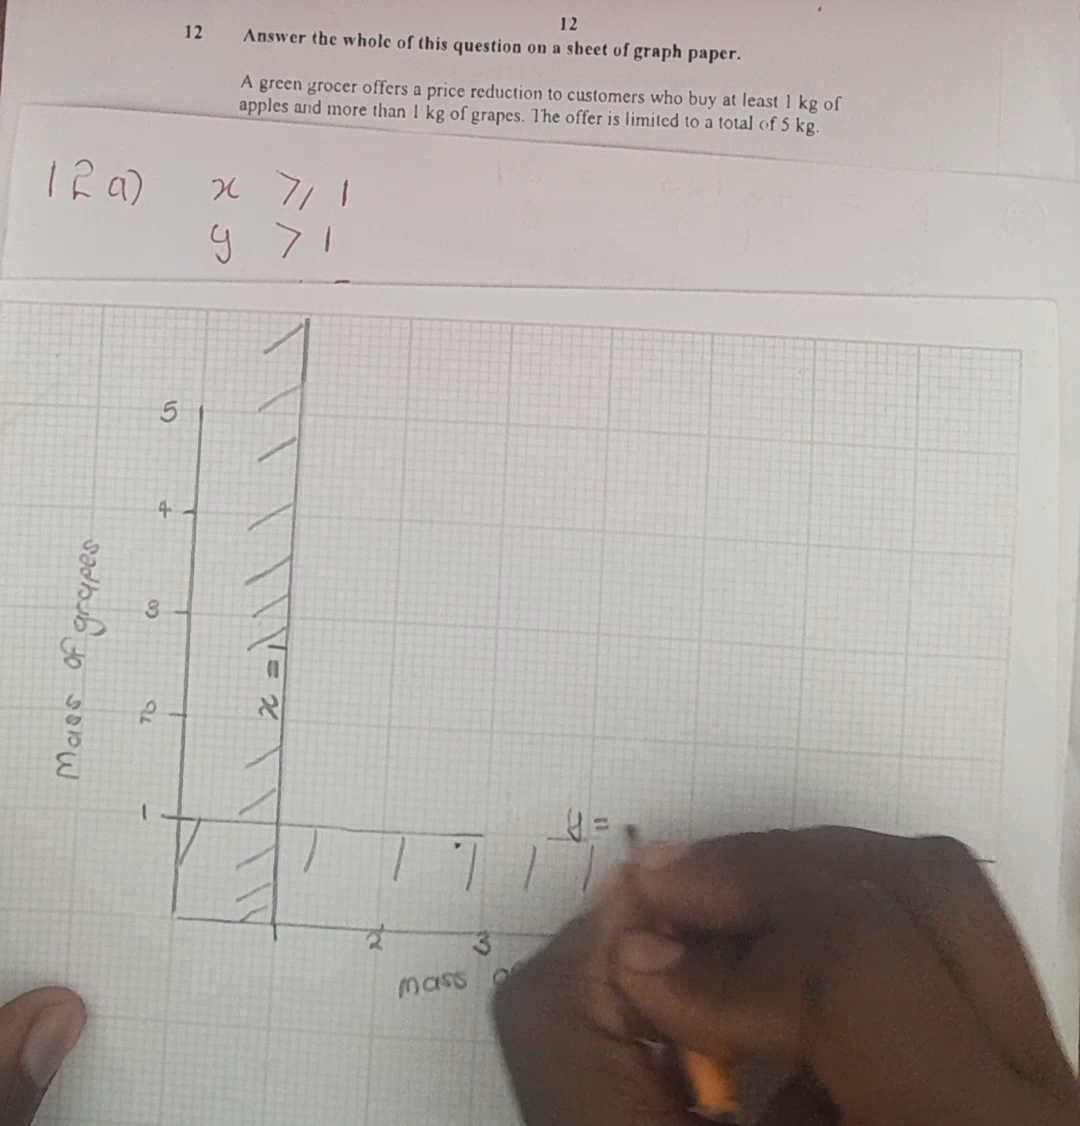 12
12 Answer the whole of this question on a sheet of graph paper.
A green grocer offers a price reduction to customers who buy at least 1 kg of
apples and more than 1 kg of grapes. The offer is limited to a total of 5 kg.
12 a) x ⩾ 1
y > 1
5
4
3
2
1
Mass of grapes
x = 1
y =
2 3
mass